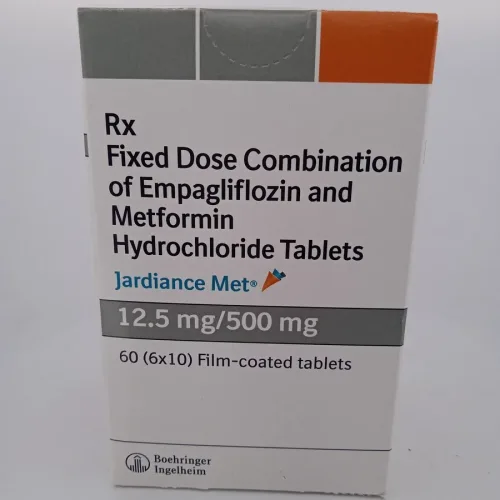 Rx
Fixed Dose Combination
of Empagliflozin and
Metformin
Hydrochloride Tablets
Jardiance Met®
12.5 mg/500 mg
60 (6x10) Film-coated tablets
Boehringer
Ingelheim